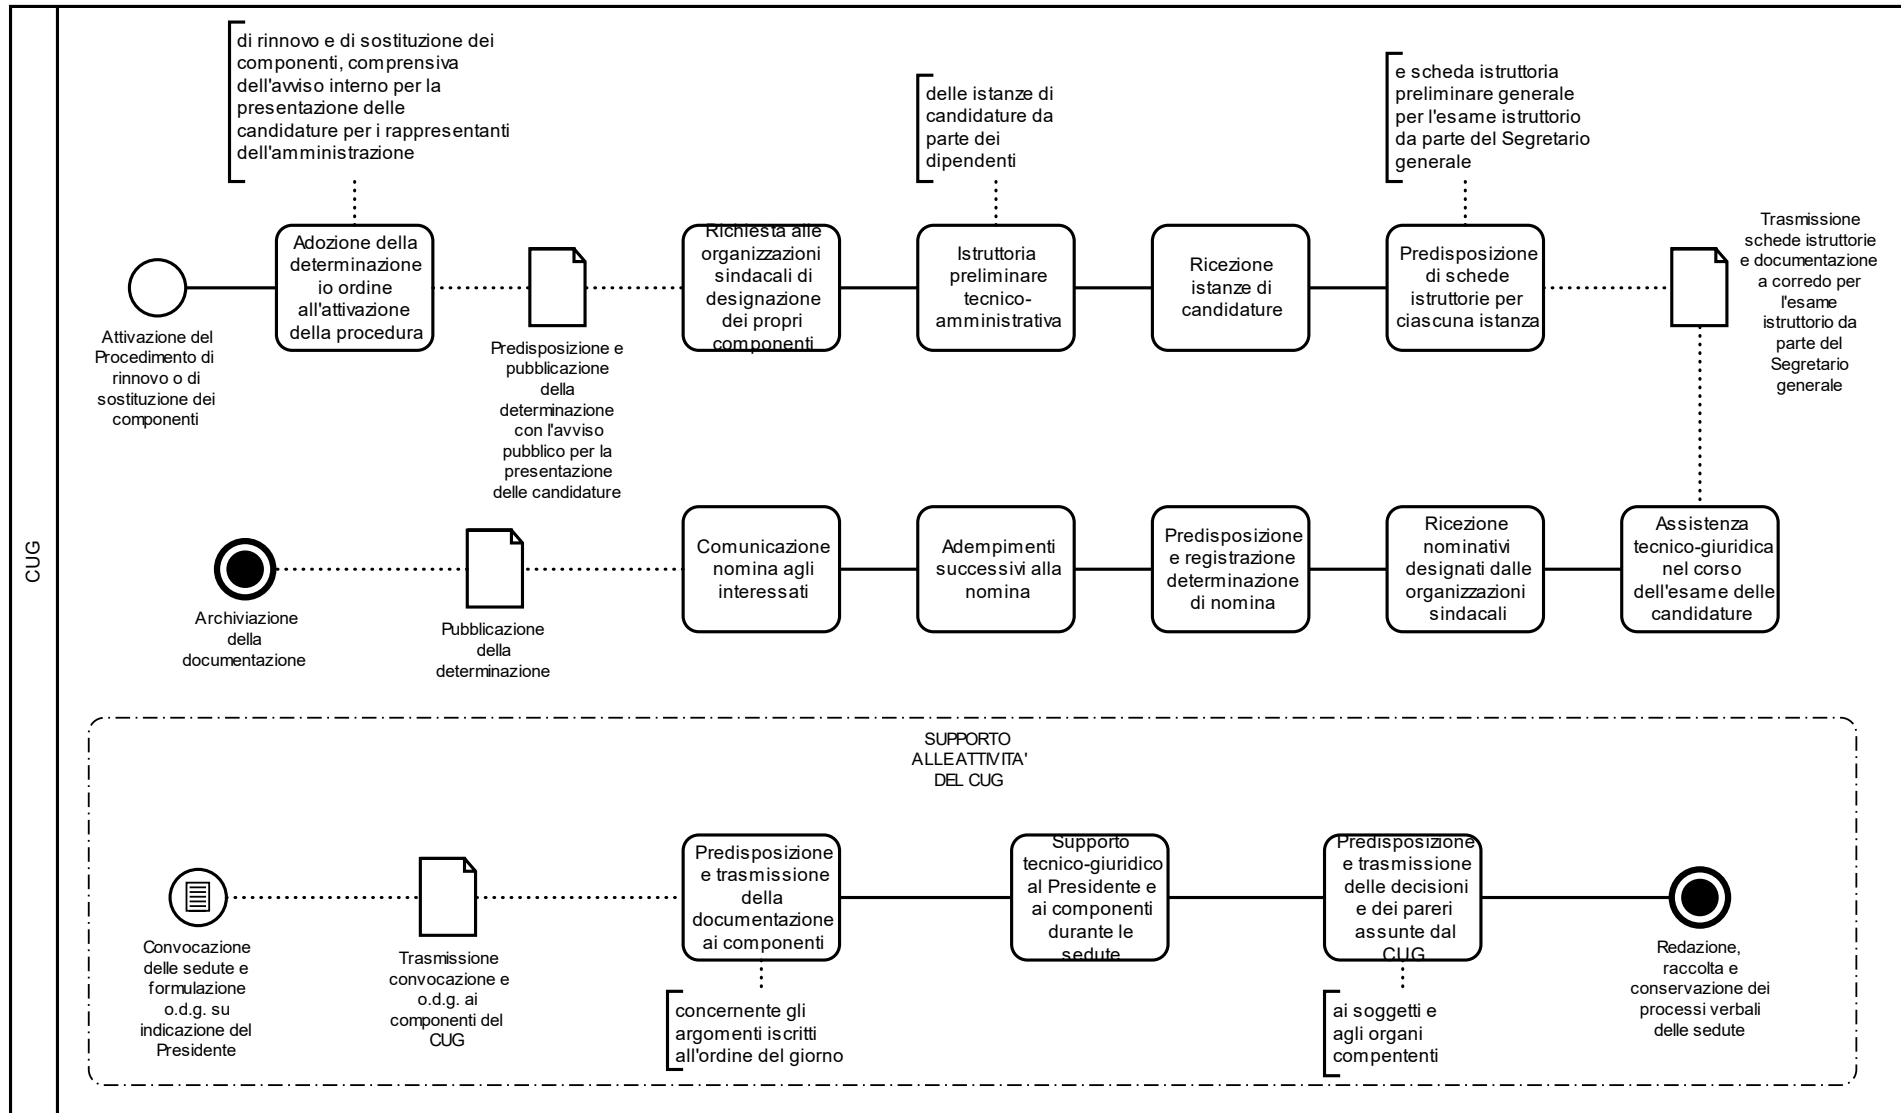 CUG
di rinnovo e di sostituzione dei
componenti, comprensiva
dell'avviso interno per la
presentazione delle
candidature per i rappresentanti
dell'amministrazione
delle istanze di
candidature da
parte dei
dipendenti
e scheda istruttoria
preliminare generale
per l'esame istruttorio
da parte del Segretario
generale
Attivazione del
Procedimento di
rinnovo o di
sostituzione dei
componenti
Adozione della
determinazione
io ordine
all'attivazione
della procedura
Predisposizione e
pubblicazione
della
determinazione
con l'avviso
pubblico per la
presentazione
delle candidature
Richiesta alle
organizzazioni
sindacali di
designazione
dei propri
componenti
Istruttoria
preliminare
tecnico-
amministrativa
Ricezione
istanze di
candidature
Predisposizione
di schede
istruttorie per
ciascuna istanza
Trasmissione
schede istruttorie
e documentazione
a corredo per
l'esame
istruttorio da
parte del
Segretario
generale
Archiviazione
della
documentazione
Pubblicazione
della
determinazione
Comunicazione
nomina agli
interessati
Adempimenti
successivi alla
nomina
Predisposizione
e registrazione
determinazione
di nomina
Ricezione
nominativi
designati dalle
organizzazioni
sindacali
Assistenza
tecnico-giuridica
nel corso
dell'esame delle
candidature
SUPPORTO
ALLE ATTIVITA'
DEL CUG
Convocazione
delle sedute e
formulazione
o.d.g. su
indicazione del
Presidente
Trasmissione
convocazione e
o.d.g. ai
componenti del
CUG
Predisposizione
e trasmissione
della
documentazione
ai componenti
concernente gli
argomenti iscritti
all'ordine del giorno
Supporto
tecnico-giuridico
al Presidente e
ai componenti
durante le
sedute
Predisposizione
e trasmissione
delle decisioni
e dei pareri
assunte dal
CUG
ai soggetti e
agli organi
compententi
Redazione,
raccolta e
conservazione dei
processi verbali
delle sedute